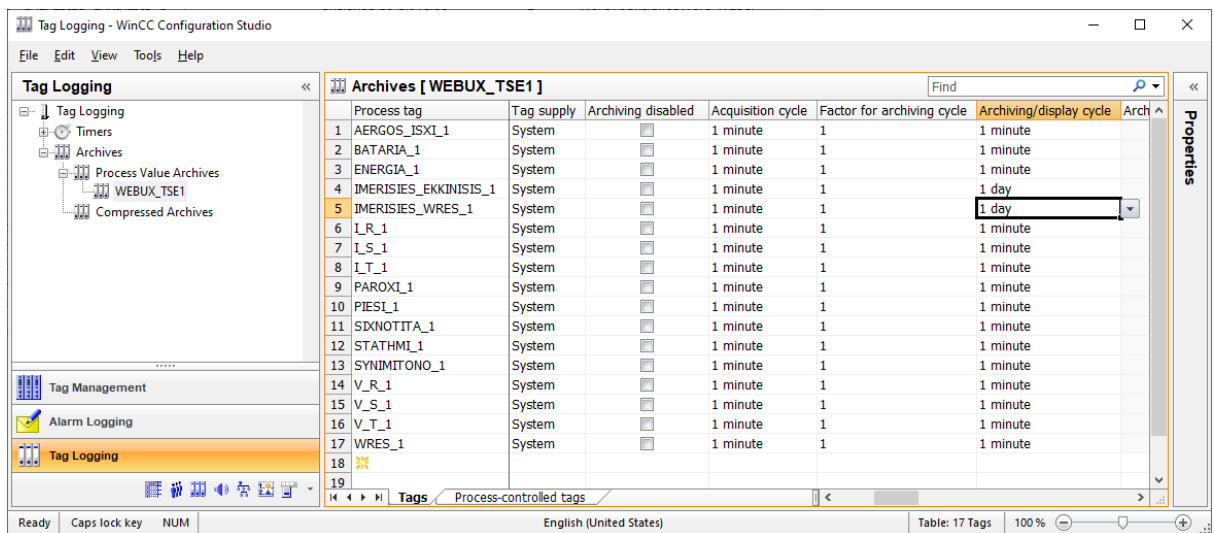 Tag Logging - WinCC Configuration Studio
File Edit View Tools Help
Tag Logging «
Tag Logging
Timers
Archives
Process Value Archives
WEBUX_TSE1
Compressed Archives
Tag Management
Alarm Logging
Tag Logging
Archives [ WEBUX_TSE1 ] Find
Process tag Tag supply Archiving disabled Acquisition cycle Factor for archiving cycle Archiving/display cycle Arch
1 AERGOS_ISXI_1 System 1 minute 1 1 minute
2 BATARIA_1 System 1 minute 1 1 minute
3 ENERGIA_1 System 1 minute 1 1 minute
4 IMERISIES_EKKINISIS_1 System 1 minute 1 1 day
5 IMERISIES_WRES_1 System 1 minute 1 1 day
6 I_R_1 System 1 minute 1 1 minute
7 I_S_1 System 1 minute 1 1 minute
8 I_T_1 System 1 minute 1 1 minute
9 PAROXI_1 System 1 minute 1 1 minute
10 PIESI_1 System 1 minute 1 1 minute
11 SIXNOTITA_1 System 1 minute 1 1 minute
12 STATHMI_1 System 1 minute 1 1 minute
13 SYNIMITONO_1 System 1 minute 1 1 minute
14 V_R_1 System 1 minute 1 1 minute
15 V_S_1 System 1 minute 1 1 minute
16 V_T_1 System 1 minute 1 1 minute
17 WRES_1 System 1 minute 1 1 minute
18
19
Tags Process-controlled tags
«
Properties
Ready Caps lock key NUM English (United States) Table: 17 Tags 100 %